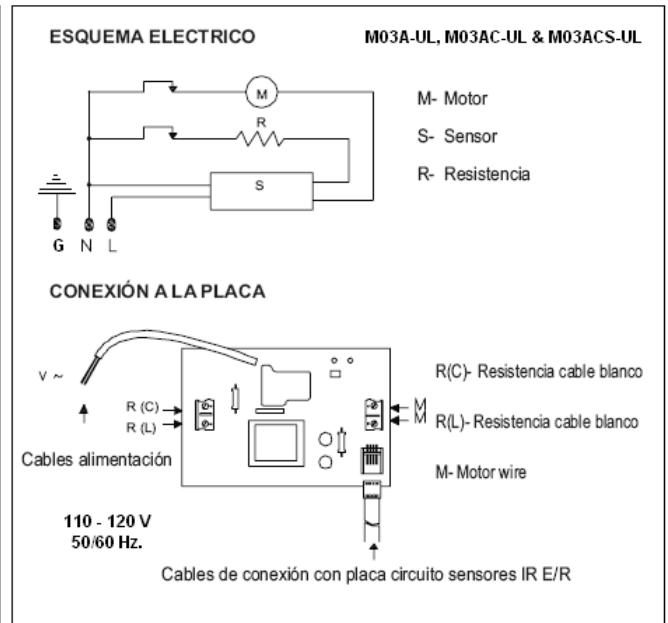 ESQUEMA ELECTRICO
M03A-UL, M03AC-UL & M03ACS-UL
M
R
S
M- Motor
S- Sensor
R- Resistencia
G N L
CONEXIÓN A LA PLACA
V ~
R (C)
R (L)
M
M
R(C)- Resistencia cable blanco
R(L)- Resistencia cable blanco
M- Motor wire
Cables alimentación
110 - 120 V
50/60 Hz.
Cables de conexión con placa circuito sensores IR E/R